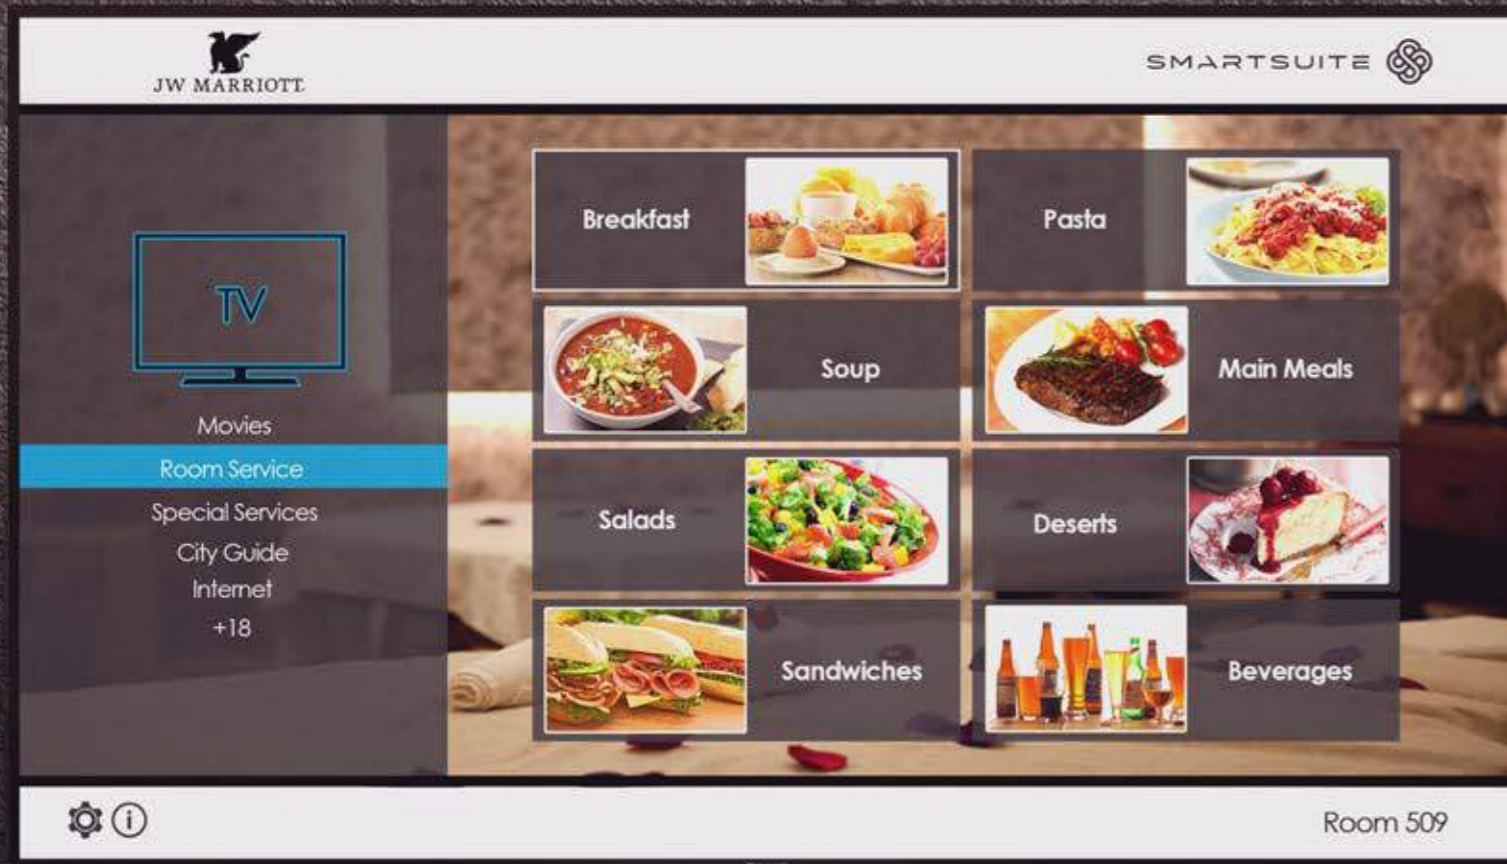 JW MARRIOTT
SMARTSUITE
TV
Movies
Room Service
Special Services
City Guide
Internet
+18
Breakfast
Pasta
Soup
Main Meals
Salads
Deserts
Sandwiches
Beverages
Room 509